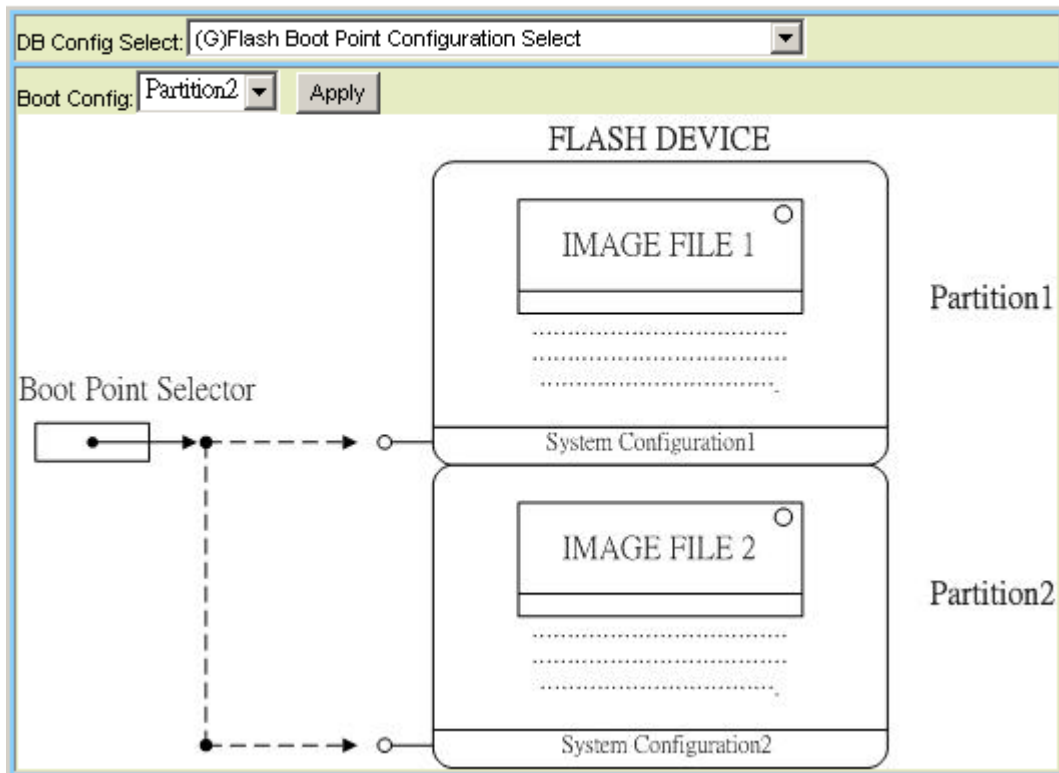 DB Config Select: (G)Flash Boot Point Configuration Select
Boot Config: Partition2 Apply
FLASH DEVICE
IMAGE FILE 1
Partition1
Boot Point Selector
System Configuration1
IMAGE FILE 2
Partition2
System Configuration2